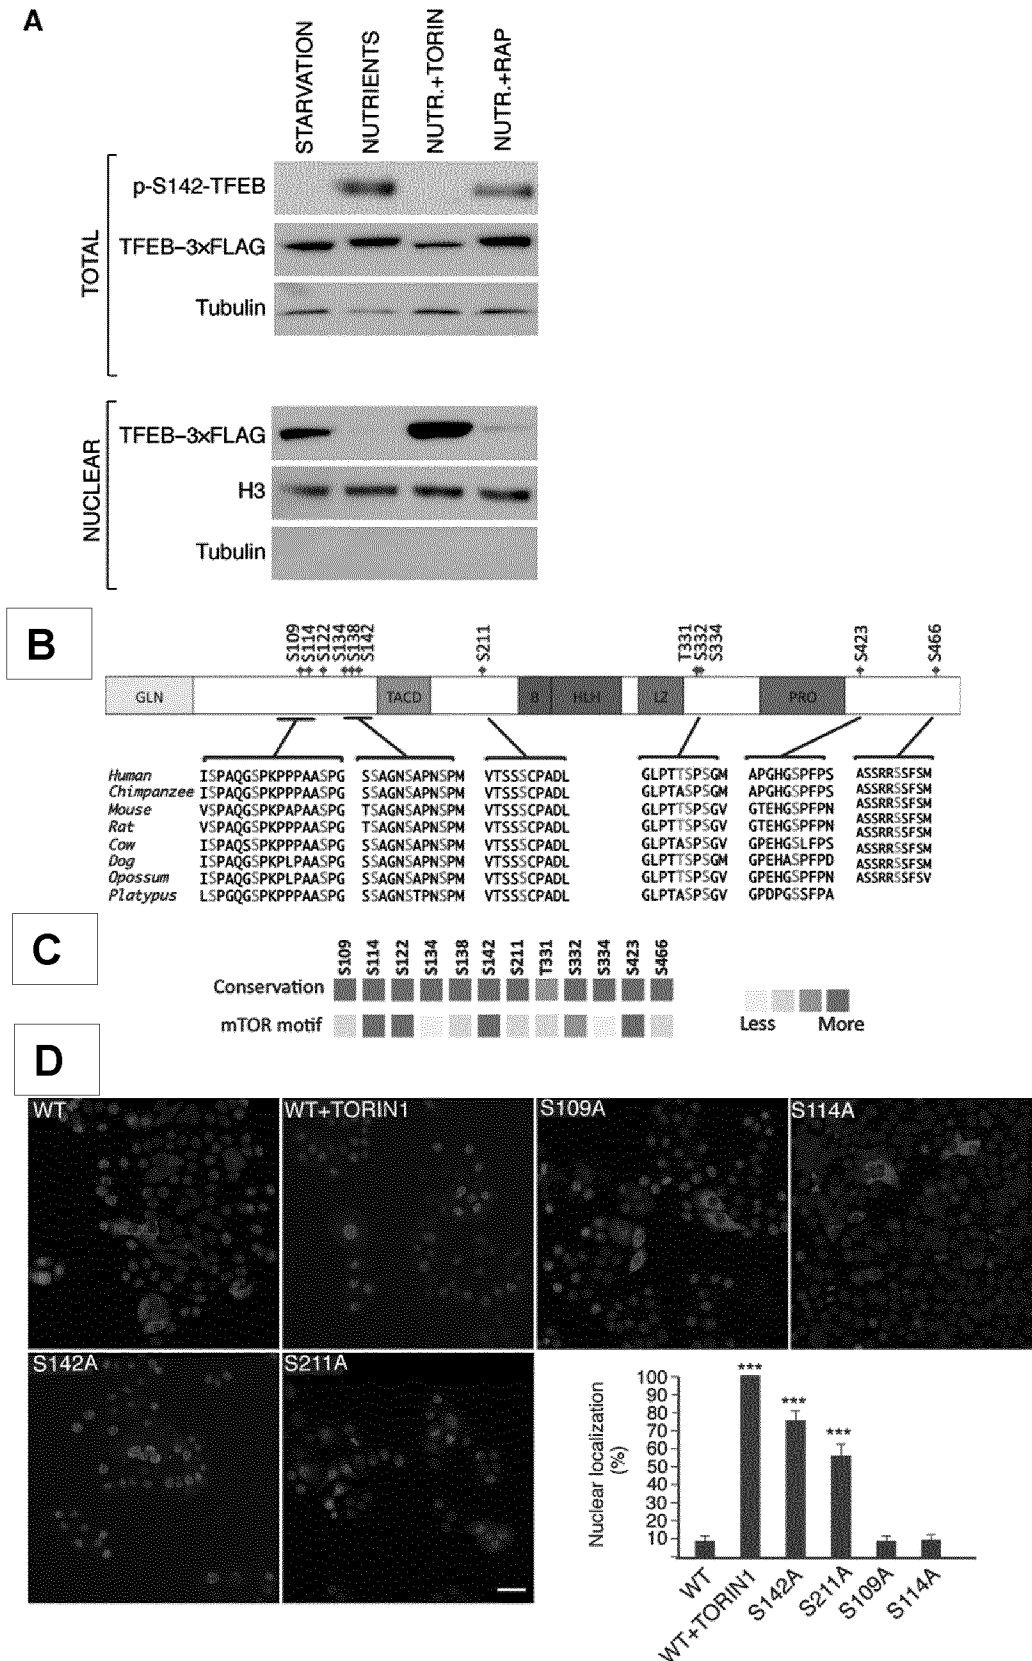 A
STARVATION
NUTRIENTS
NUTR.+TORIN
NUTR.+RAP
TOTAL
p-S142-TFEB
TFEB–3xFLAG
Tubulin
NUCLEAR
TFEB–3xFLAG
H3
Tubulin
B
S109
S114
S122
S134
S138
S142
S211
T331
S332
S334
S423
S466
GLN
TACD
B
HLH
LZ
PRO
Human ISPAQGSPKPPPAASPG SSAGNSAPNSPM VTSSSCPADL GLPTTSPSGM APGHGSPFPS ASSRRSSFSM
Chimpanzee ISPAQGSPKPPPAASPG SSAGNSAPNSPM VTSSSCPADL GLPTASPSGM APGHGSPFPS ASSRRSSFSM
Mouse VSPAQGSPKPAPAASPG TSAGNSAPNSPM VTSSSCPADL GLPTTSPSGV GTEHGSPFPN ASSRRSSFSM
Rat VSPAQGSPKPPPAASPG TSAGNSAPNSPM VTSSSCPADL GLPTTSPSGV GTEHGSPFPN ASSRRSSFSM
Cow ISPAQSSPKPPPAASPG SSAGNSAPNSPM VTSSSCPADL GLPTASPSGV GPEHGSLFPS ASSRRSSFSM
Dog ISPAQGSPKLPPAASPG SSAGNSAPNSPM VTSSSCPADL GLPTTSPSGM GPEHASPFPD ASSRRSSFSM
Opossum ISPAQGSPKPLPAASPG SSAGNSAPNSPM VTSSSCPADL GLPTTSPSGV GPEHGSPFPN ASSRRSSFSV
Platypus LSPGQGSPKPPPAASPG SSAGNSTPNSPM VTSSSCPADL GLPTASPSGV GPDPGSSFPA
C
S109
S114
S122
S134
S138
S142
S211
T331
S332
S334
S423
S466
Conservation
mTOR motif
Less More
D
WT
WT+TORIN1
S109A
S114A
S142A
S211A
Nuclear localization
(%)
100
90
80
70
60
50
40
30
20
10
***
***
***
WT
WT+TORIN1
S142A
S211A
S109A
S114A